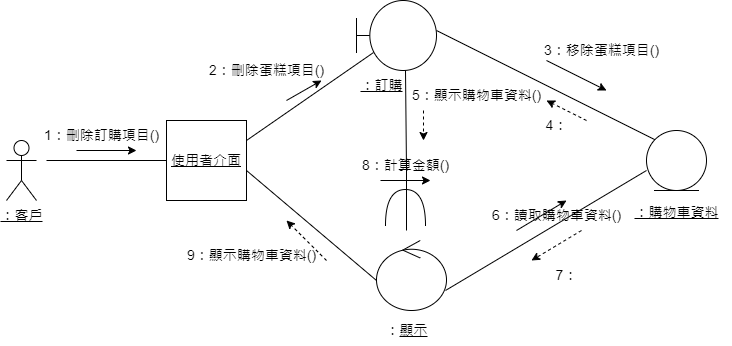 3：移除蛋糕項目()
2：刪除蛋糕項目()
：訂購
5：顯示購物車資料()
4：
1：刪除訂購項目()
使用者介面
8：計算金額()
：客戶
6：讀取購物車資料()
：購物車資料
9：顯示購物車資料()
7：
：顯示